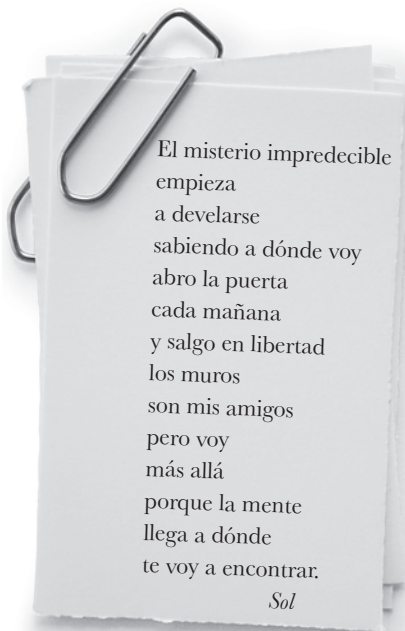 El misterio impredecible
empieza
a develarse
sabiendo a dónde voy
abro la puerta
cada mañana
y salgo en libertad
los muros
son mis amigos
pero voy
más allá
porque la mente
llega a dónde
te voy a encontrar.
Sol